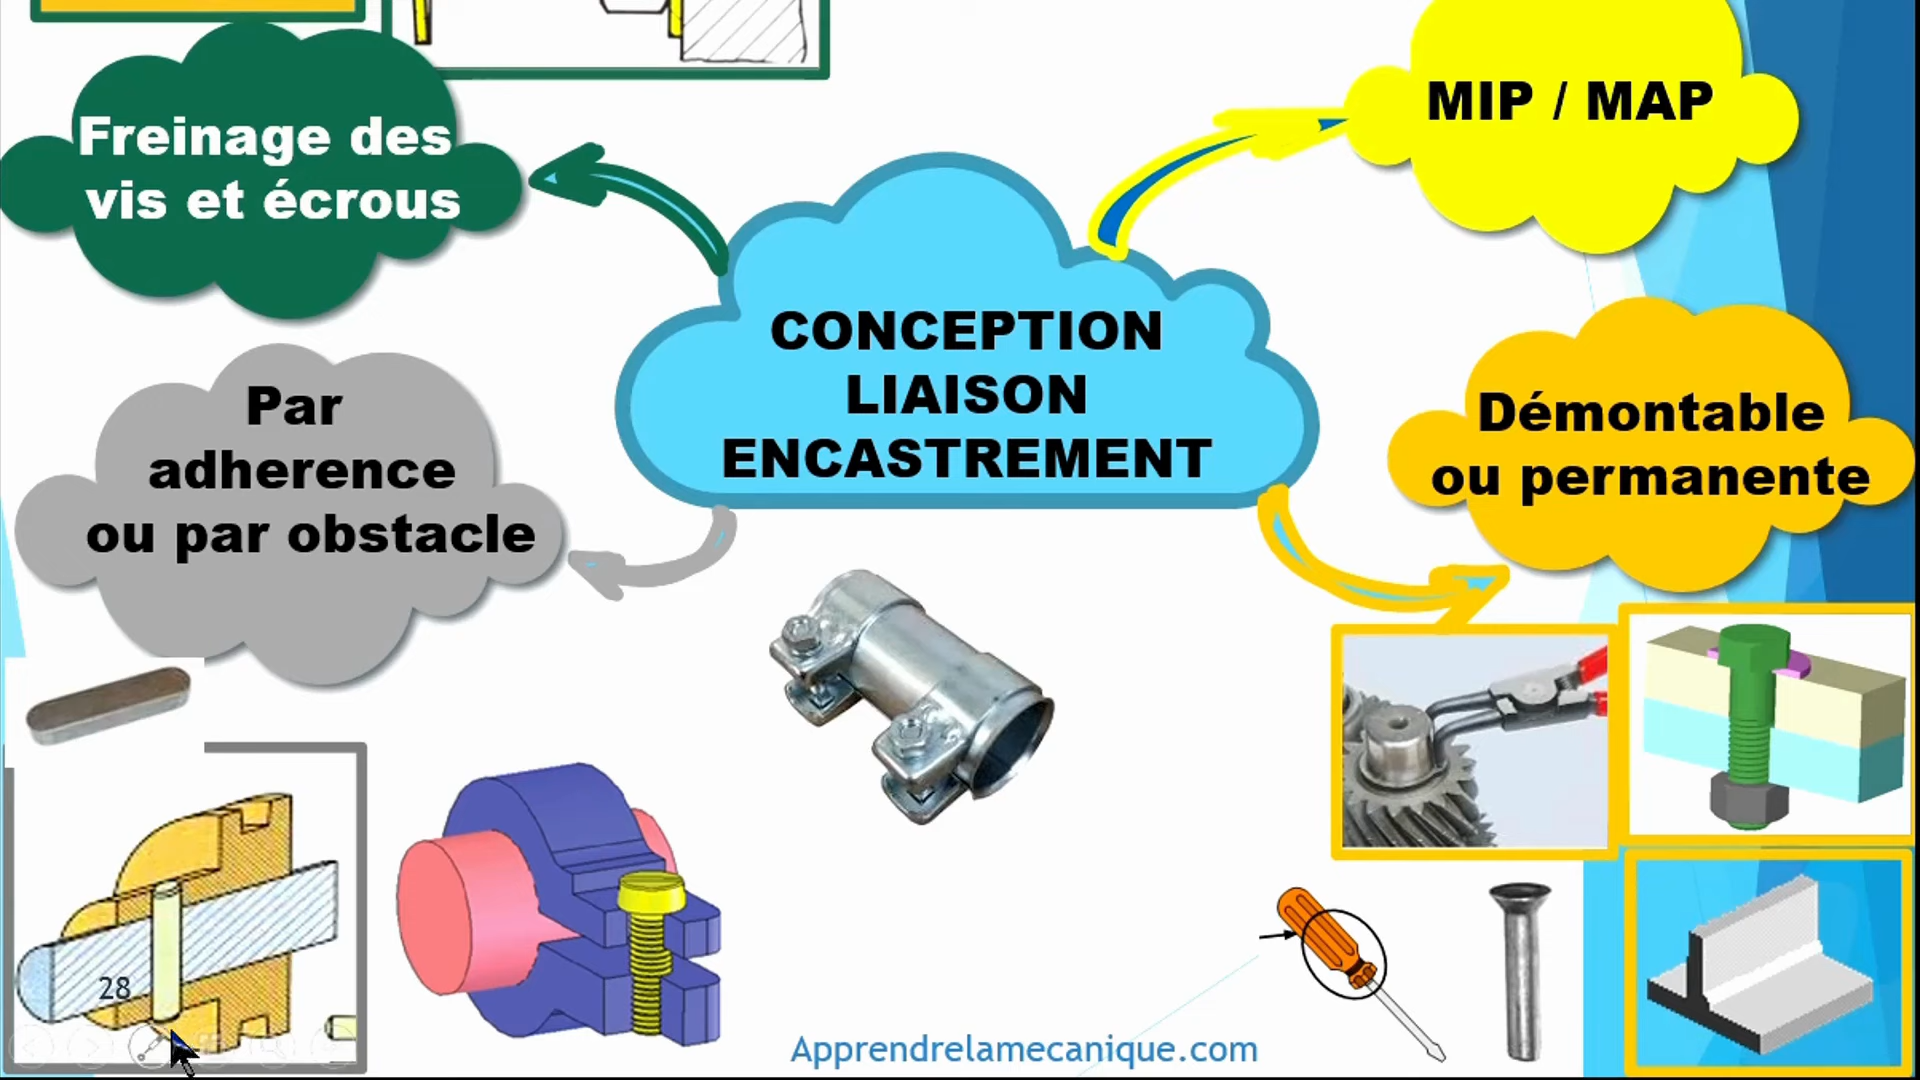 Freinage des
vis et écrous
MIP / MAP
CONCEPTION
LIAISON
ENCASTREMENT
Par
adherence
ou par obstacle
Démontable
ou permanente
28
Apprendrelamecanique.com